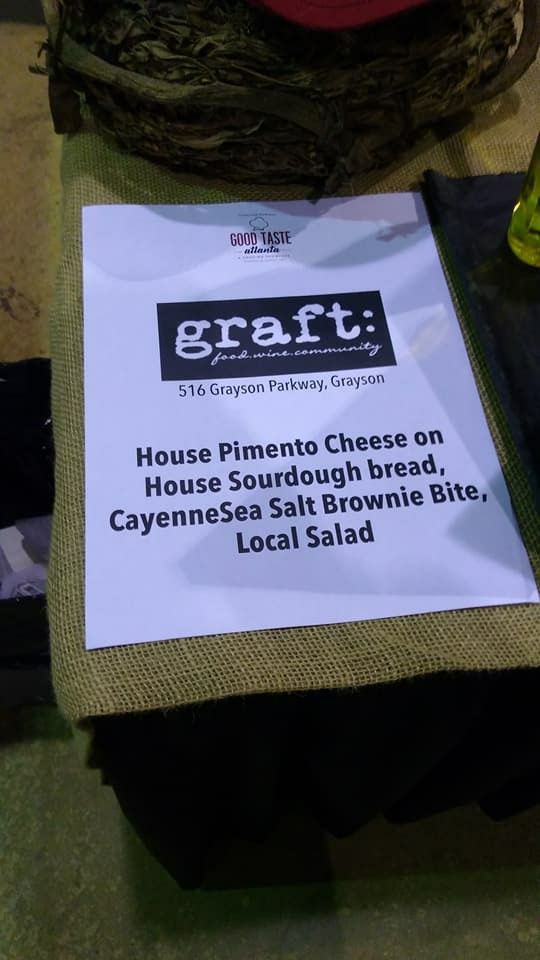 GOOD TASTE
atlanta
graft:
food.wine.community
516 Grayson Parkway, Grayson
House Pimento Cheese on
House Sourdough bread,
CayenneSea Salt Brownie Bite,
Local Salad